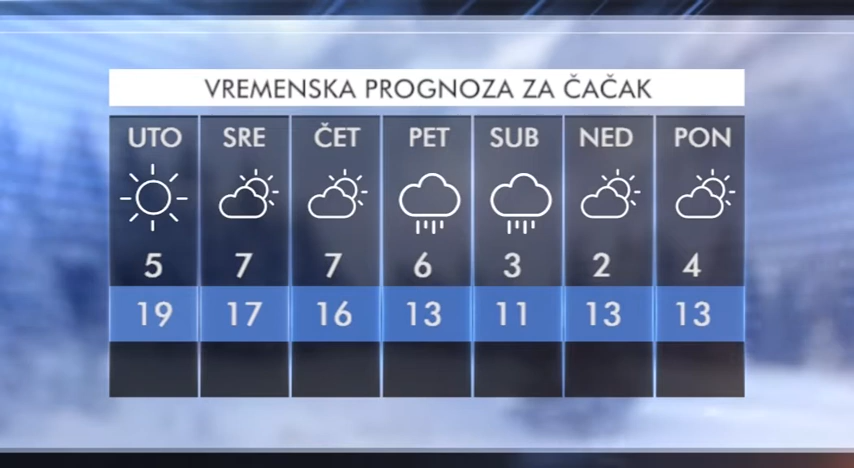 VREMENSKA PROGNOZA ZA ČAČAK
UTO SRE ČET PET SUB NED PON
5 7 7 6 3 2 4
19 17 16 13 11 13 13